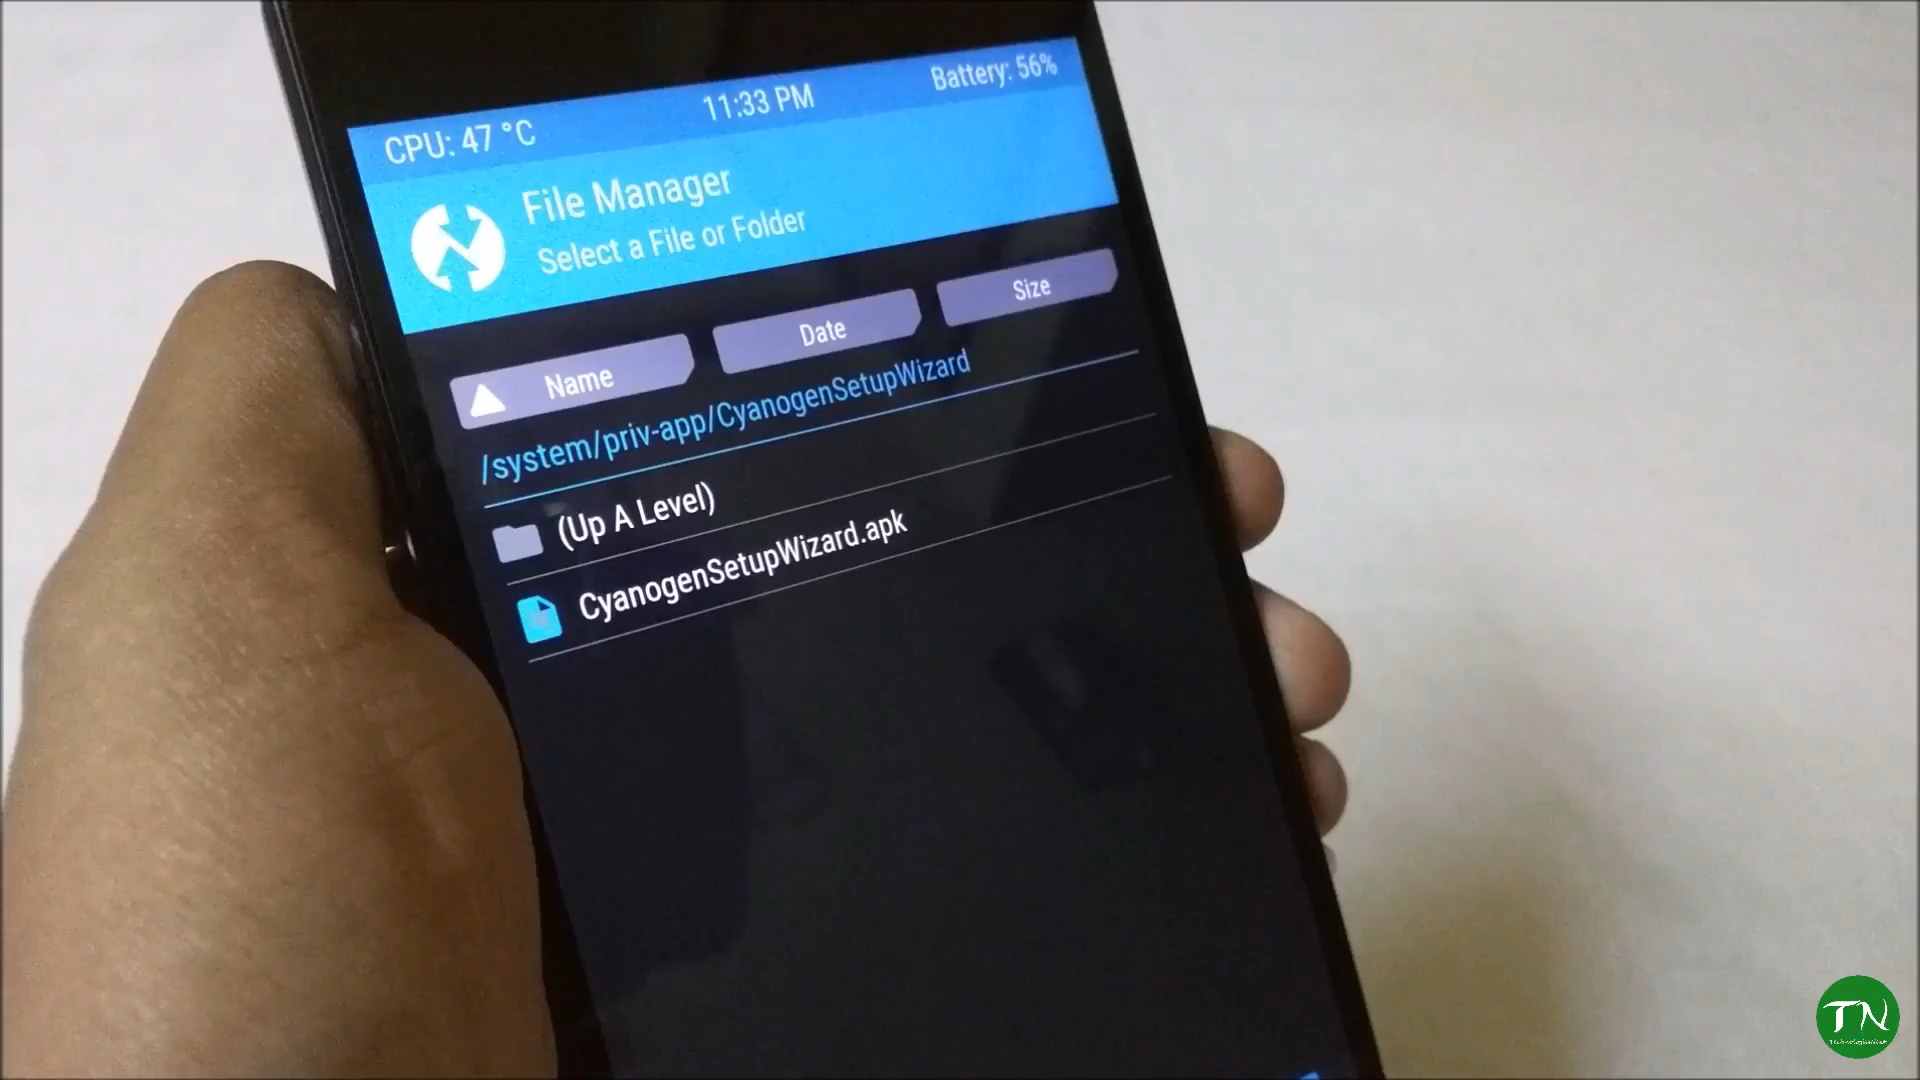 CPU: 47 °C 11:33 PM Battery: 56%
File Manager
Select a File or Folder
Name Date Size
/system/priv-app/CyanogenSetupWizard
(Up A Level)
CyanogenSetupWizard.apk
TN